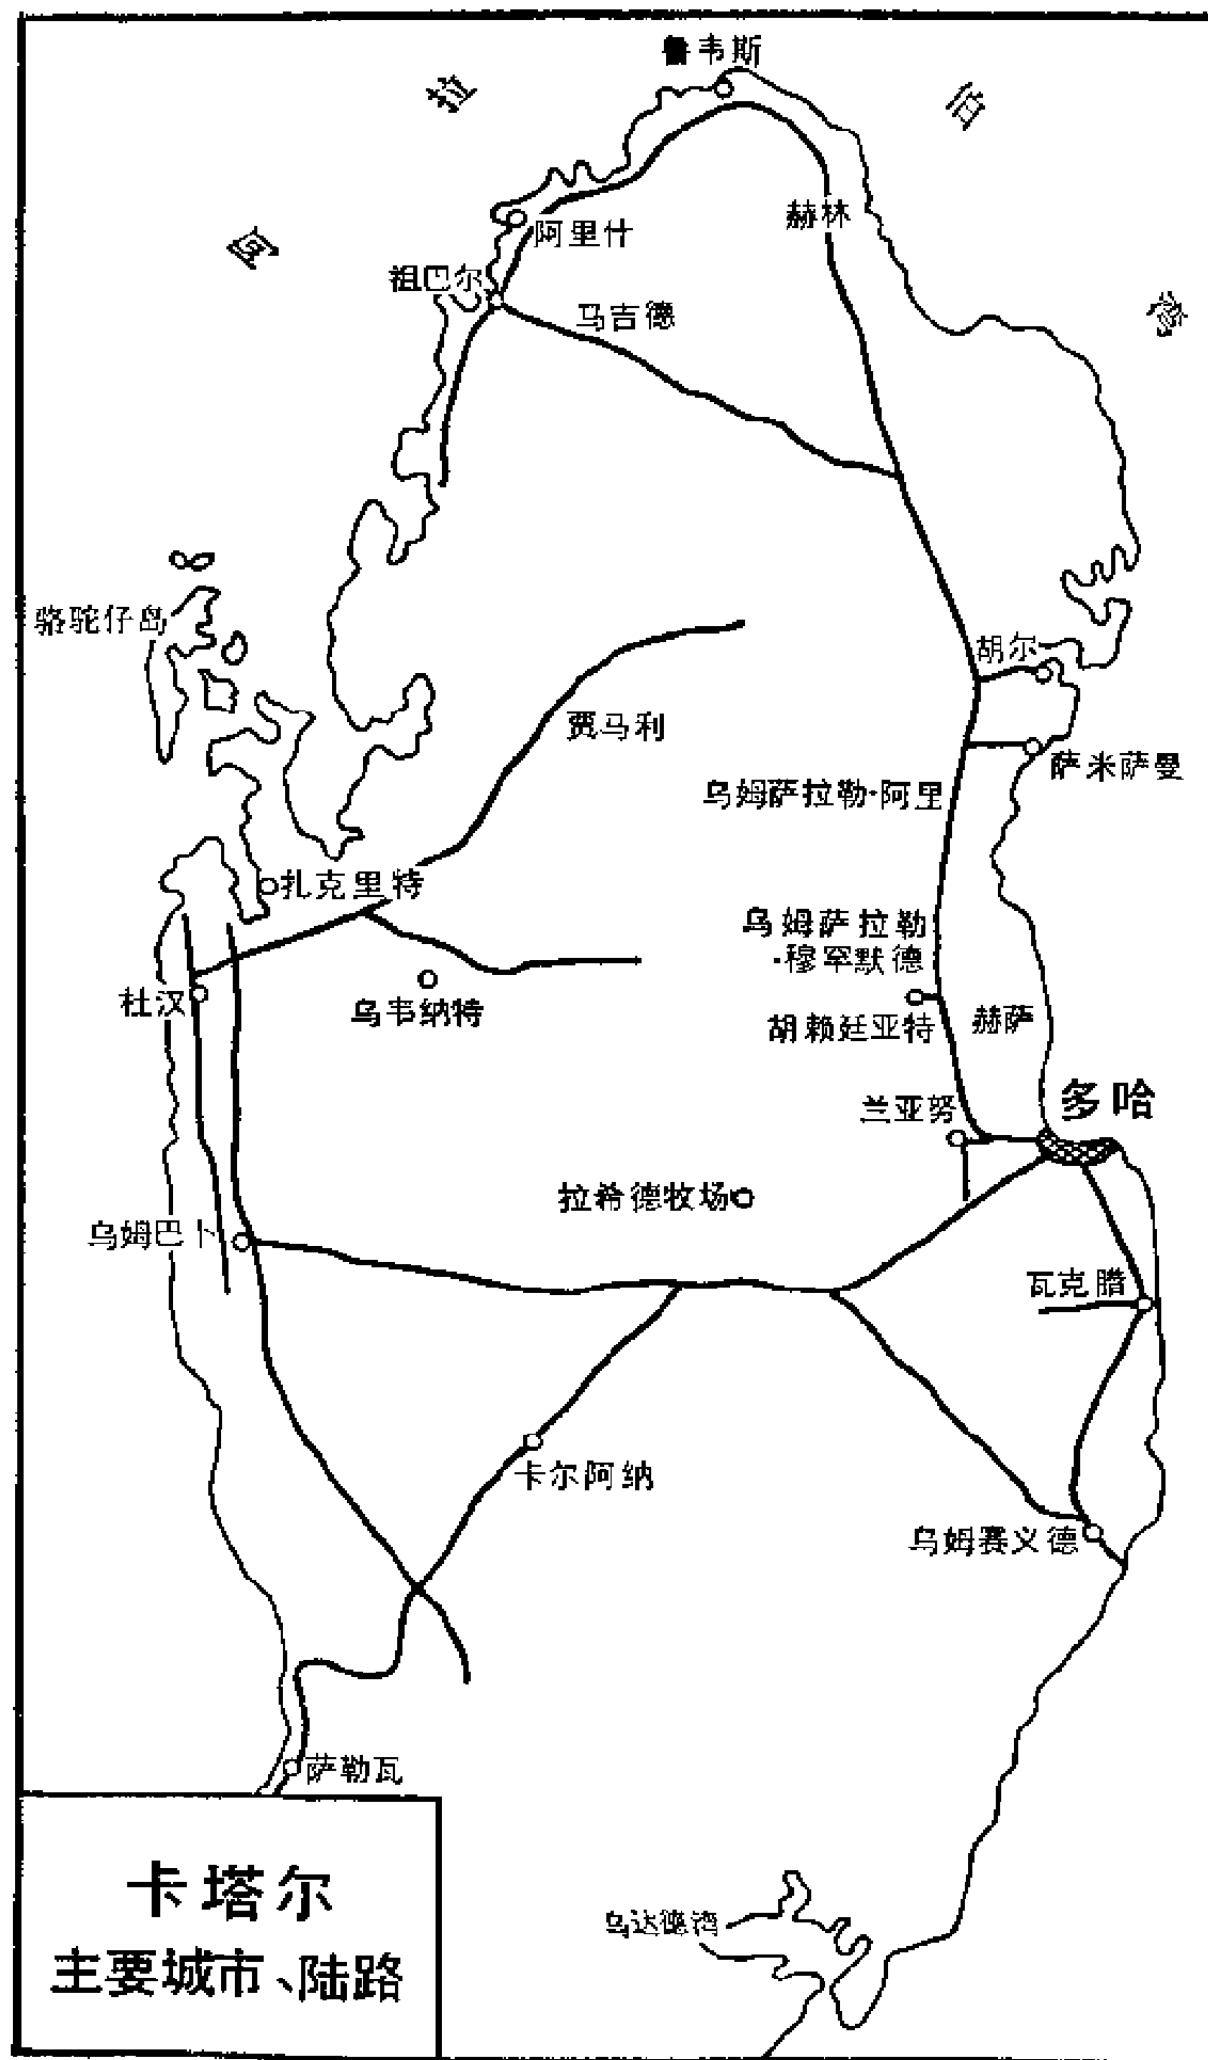 鲁韦斯
阿 拉 伯 湾
赫林
阿里什
祖巴尔
马吉德
骆驼仔岛
胡尔
贾马利
萨米萨曼
乌姆萨拉勒·阿里
扎克里特
乌姆萨拉勒
·穆罕默德
杜汉
乌韦纳特
胡赖廷亚特
赫萨
多哈
兰亚努
拉希德牧场
乌姆巴卜
瓦克腊
卡尔阿纳
乌姆赛义德
萨勒瓦
卡塔尔
主要城市、陆路
乌达德湾